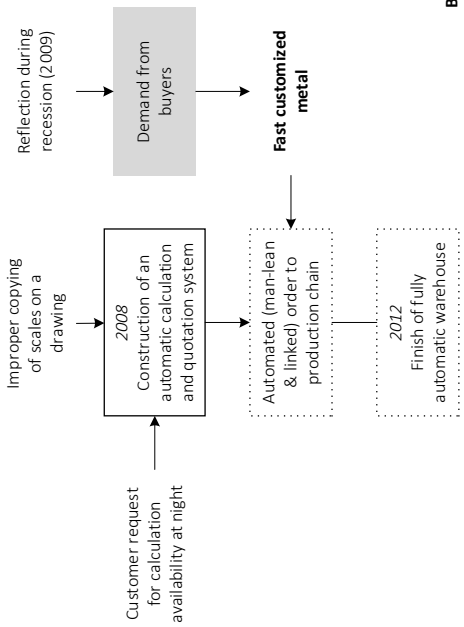 Improper copying
of scales on a
drawing
Reflection during
recession (2009)
Customer request
for calculation
availability at night
2008
Construction of an
automatic calculation
and quotation system
Demand from
buyers
Automated (man-lean
& linked) order to
production chain
Fast customized
metal
2012
Finish of fully
automatic warehouse
B